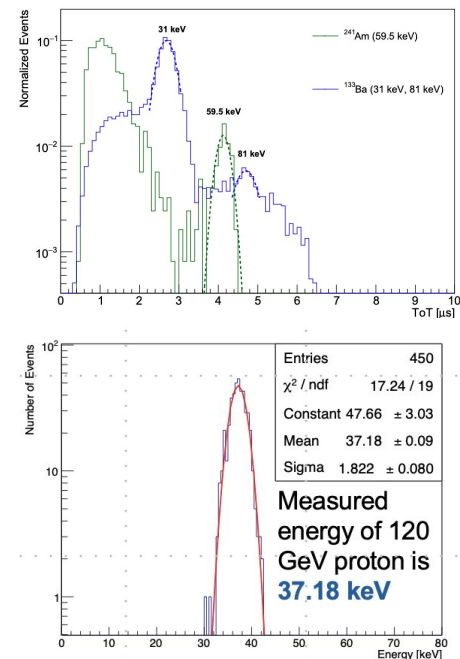 Normalized Events
10⁻¹
10⁻²
10⁻³
31 keV
59.5 keV
81 keV
²⁴¹Am (59.5 keV)
¹³³Ba (31 keV, 81 keV)
0 1 2 3 4 5 6 7 8 9 10
ToT [μs]
Number of Events
10²
10
1
Entries 450
χ² / ndf 17.24 / 19
Constant 47.66 ± 3.03
Mean 37.18 ± 0.09
Sigma 1.822 ± 0.080
Measured
energy of 120
GeV proton is
37.18 keV
0 10 20 30 40 50 60 70 80
Energy [keV]